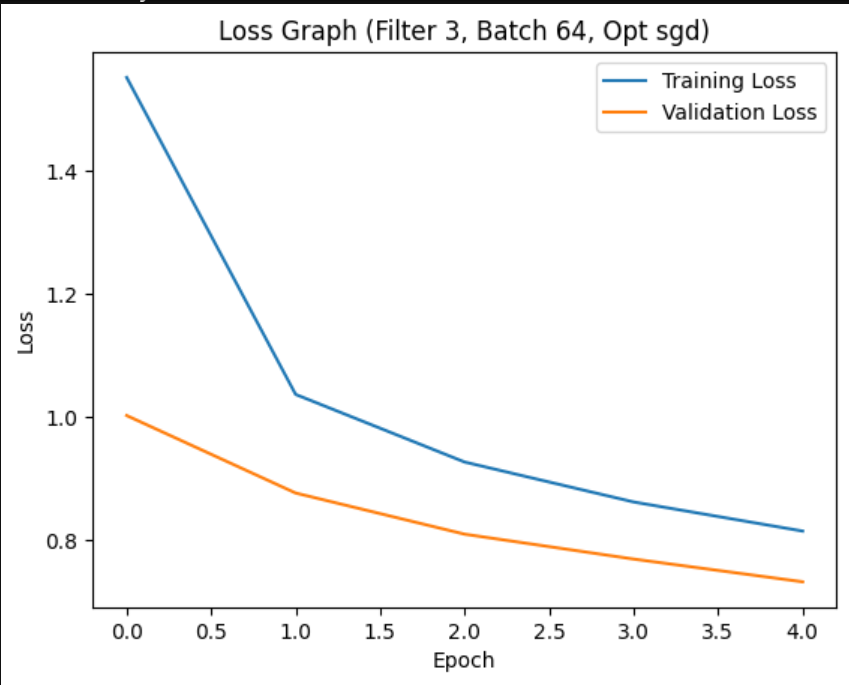 Loss Graph (Filter 3, Batch 64, Opt sgd)
Training Loss
Validation Loss
1.4
1.2
1.0
0.8
Loss
0.0 0.5 1.0 1.5 2.0 2.5 3.0 3.5 4.0
Epoch